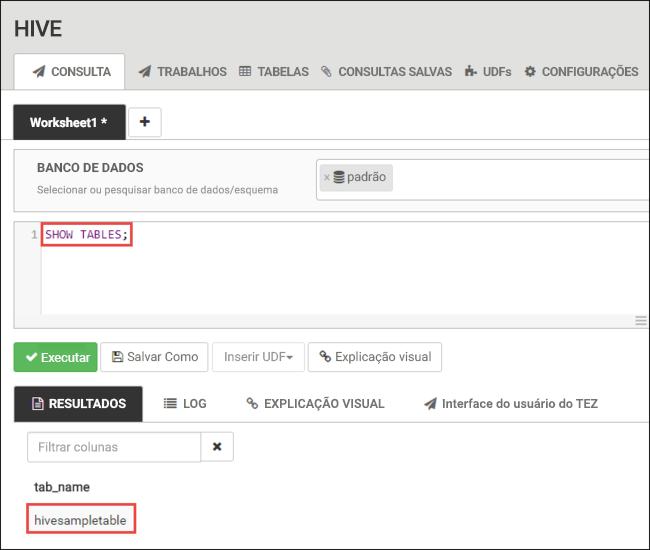 HIVE
CONSULTA TRABALHOS TABELAS CONSULTAS SALVAS UDFs CONFIGURAÇÕES
Worksheet1 * +
BANCO DE DADOS
Selecionar ou pesquisar banco de dados/esquema
× padrão
1 SHOW TABLES;
Executar Salvar Como Inserir UDF Explicação visual
RESULTADOS LOG EXPLICAÇÃO VISUAL Interface do usuário do TEZ
Filtrar colunas
tab_name
hivesampletable